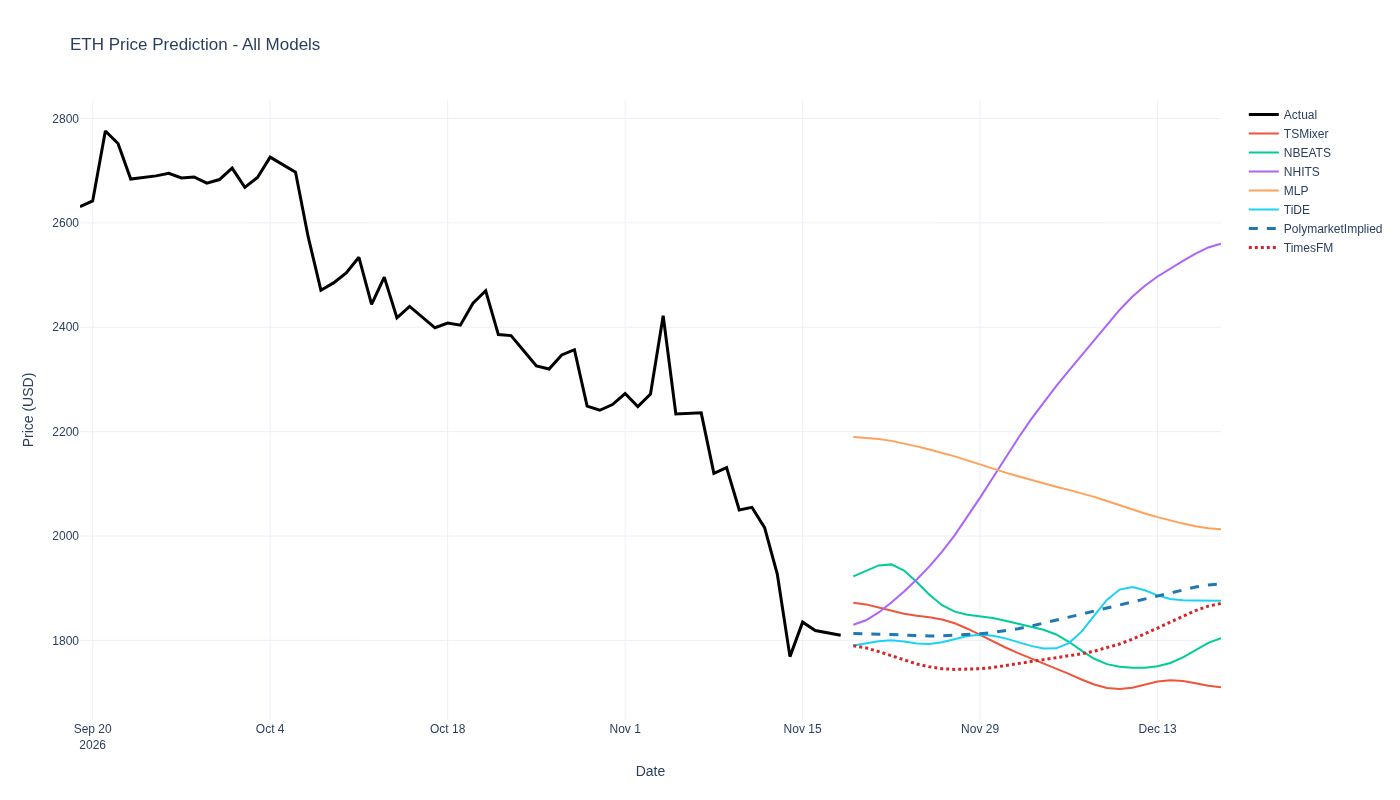 ETH Price Prediction - All Models
Price (USD)
2800
2600
2400
2200
2000
1800
Sep 20
2026
Oct 4
Oct 18
Nov 1
Nov 15
Nov 29
Dec 13
Date
Actual
TSMixer
NBEATS
NHITS
MLP
TiDE
PolymarketImplied
TimesFM